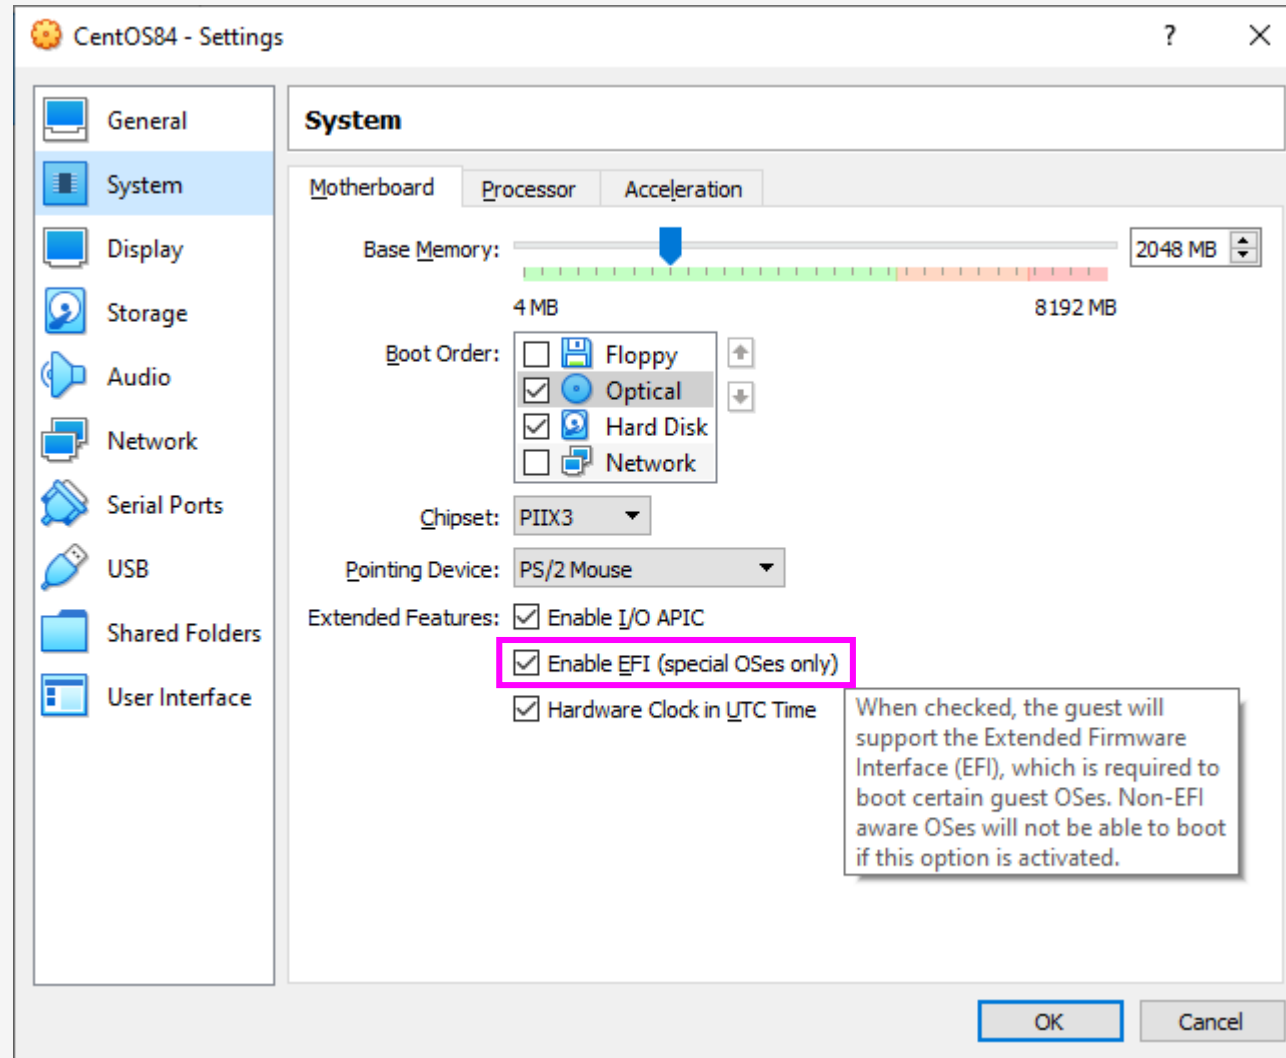 CentOS84 - Settings
?
General
System
Display
Storage
Audio
Network
Serial Ports
USB
Shared Folders
User Interface
System
Motherboard Processor Acceleration
Base Memory: 2048 MB
4 MB 8192 MB
Boot Order: Floppy
Optical
Hard Disk
Network
Chipset: PIIX3
Pointing Device: PS/2 Mouse
Extended Features: Enable I/O APIC
Enable EFI (special OSes only)
Hardware Clock in UTC Time
When checked, the guest will
support the Extended Firmware
Interface (EFI), which is required to
boot certain guest OSes. Non-EFI
aware OSes will not be able to boot
if this option is activated.
OK Cancel